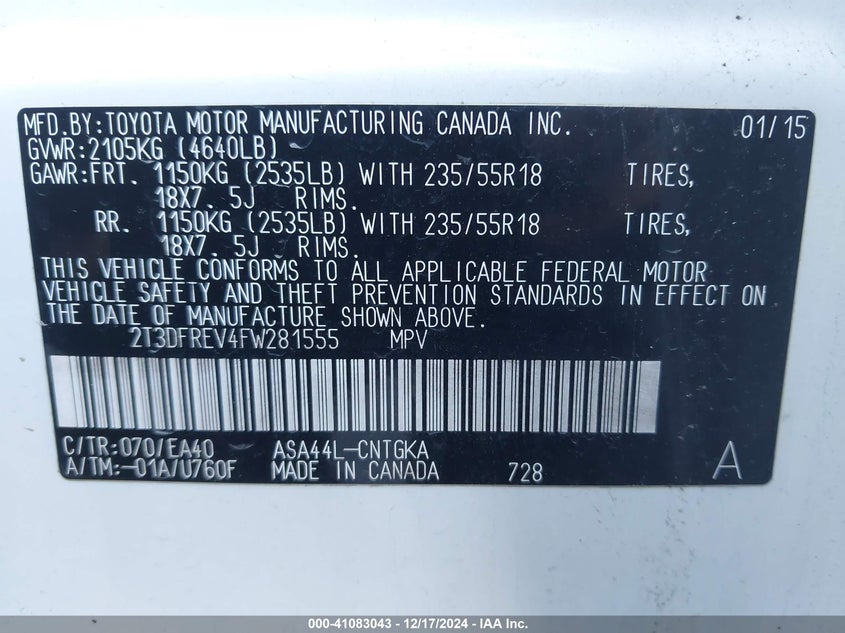 MFD.BY:TOYOTA MOTOR MANUFACTURING CANADA INC. 01/15
GVWR:2105KG (4640LB)
GAWR:FRT. 1150KG (2535LB) WITH 235/55R18 TIRES,
18X7. 5J RIMS.
RR. 1150KG (2535LB) WITH 235/55R18 TIRES,
18X7. 5J RIMS.
THIS VEHICLE CONFORMS TO ALL APPLICABLE FEDERAL MOTOR
VEHICLE SAFETY AND THEFT PREVENTION STANDARDS IN EFFECT ON
THE DATE OF MANUFACTURE SHOWN ABOVE.
2T3DFREV4FW281555 MPV
C/TR:070/EA40 ASA44L-CNTGKA
A/TM:-01A/U760F MADE IN CANADA 728 A
000-41083043 - 12/17/2024 - IAA Inc.